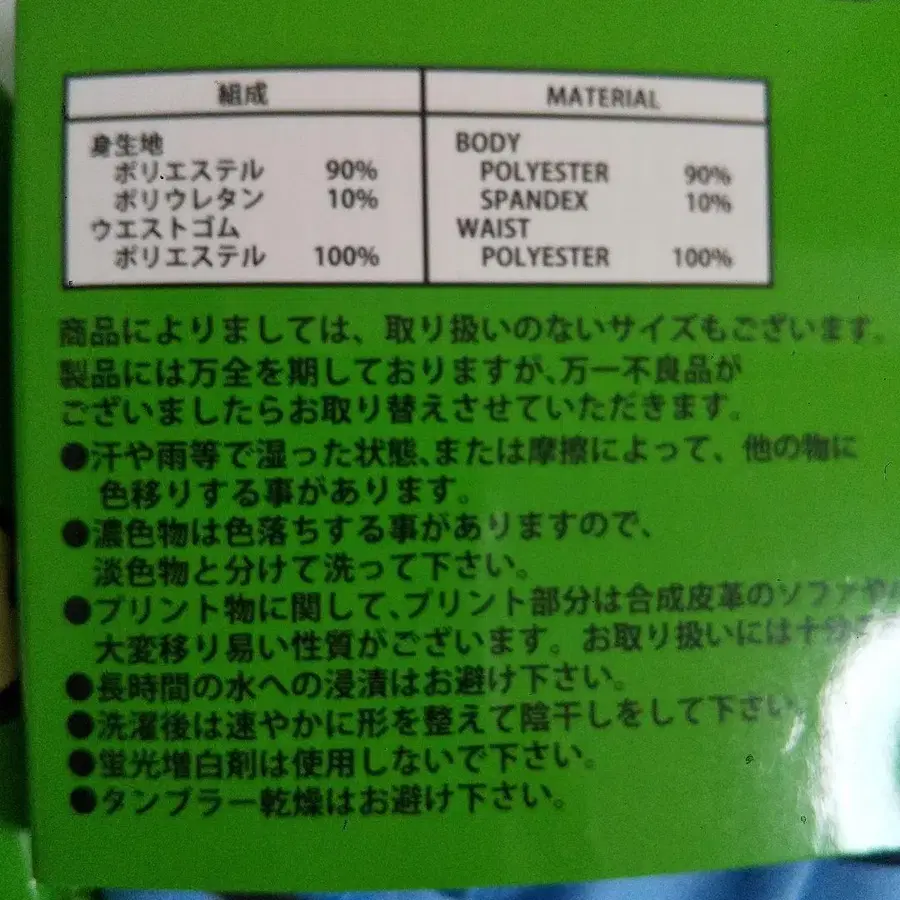 組成 MATERIAL
身生地 BODY
ポリエステル 90% POLYESTER 90%
ポリウレタン 10% SPANDEX 10%
ウエストゴム WAIST
ポリエステル 100% POLYESTER 100%
商品によりましては、取り扱いのないサイズもございます。
製品には万全を期しておりますが、万一不良品が
ございましたらお取り替えさせていただきます。
●汗や雨等で湿った状態、または摩擦によって、他の物に
色移りする事があります。
●濃色物は色落ちする事がありますので、
淡色物と分けて洗って下さい。
●プリント物に関して、プリント部分は合成皮革のソファや
大変移り易い性質がございます。お取り扱いには十分
●長時間の水への浸漬はお避け下さい。
●洗濯後は速やかに形を整えて陰干しをして下さい。
●蛍光増白剤は使用しないで下さい。
●タンブラー乾燥はお避け下さい。